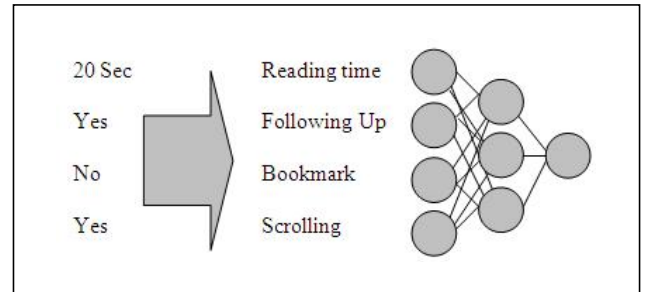 20 Sec Reading time
Yes Following Up
No Bookmark
Yes Scrolling